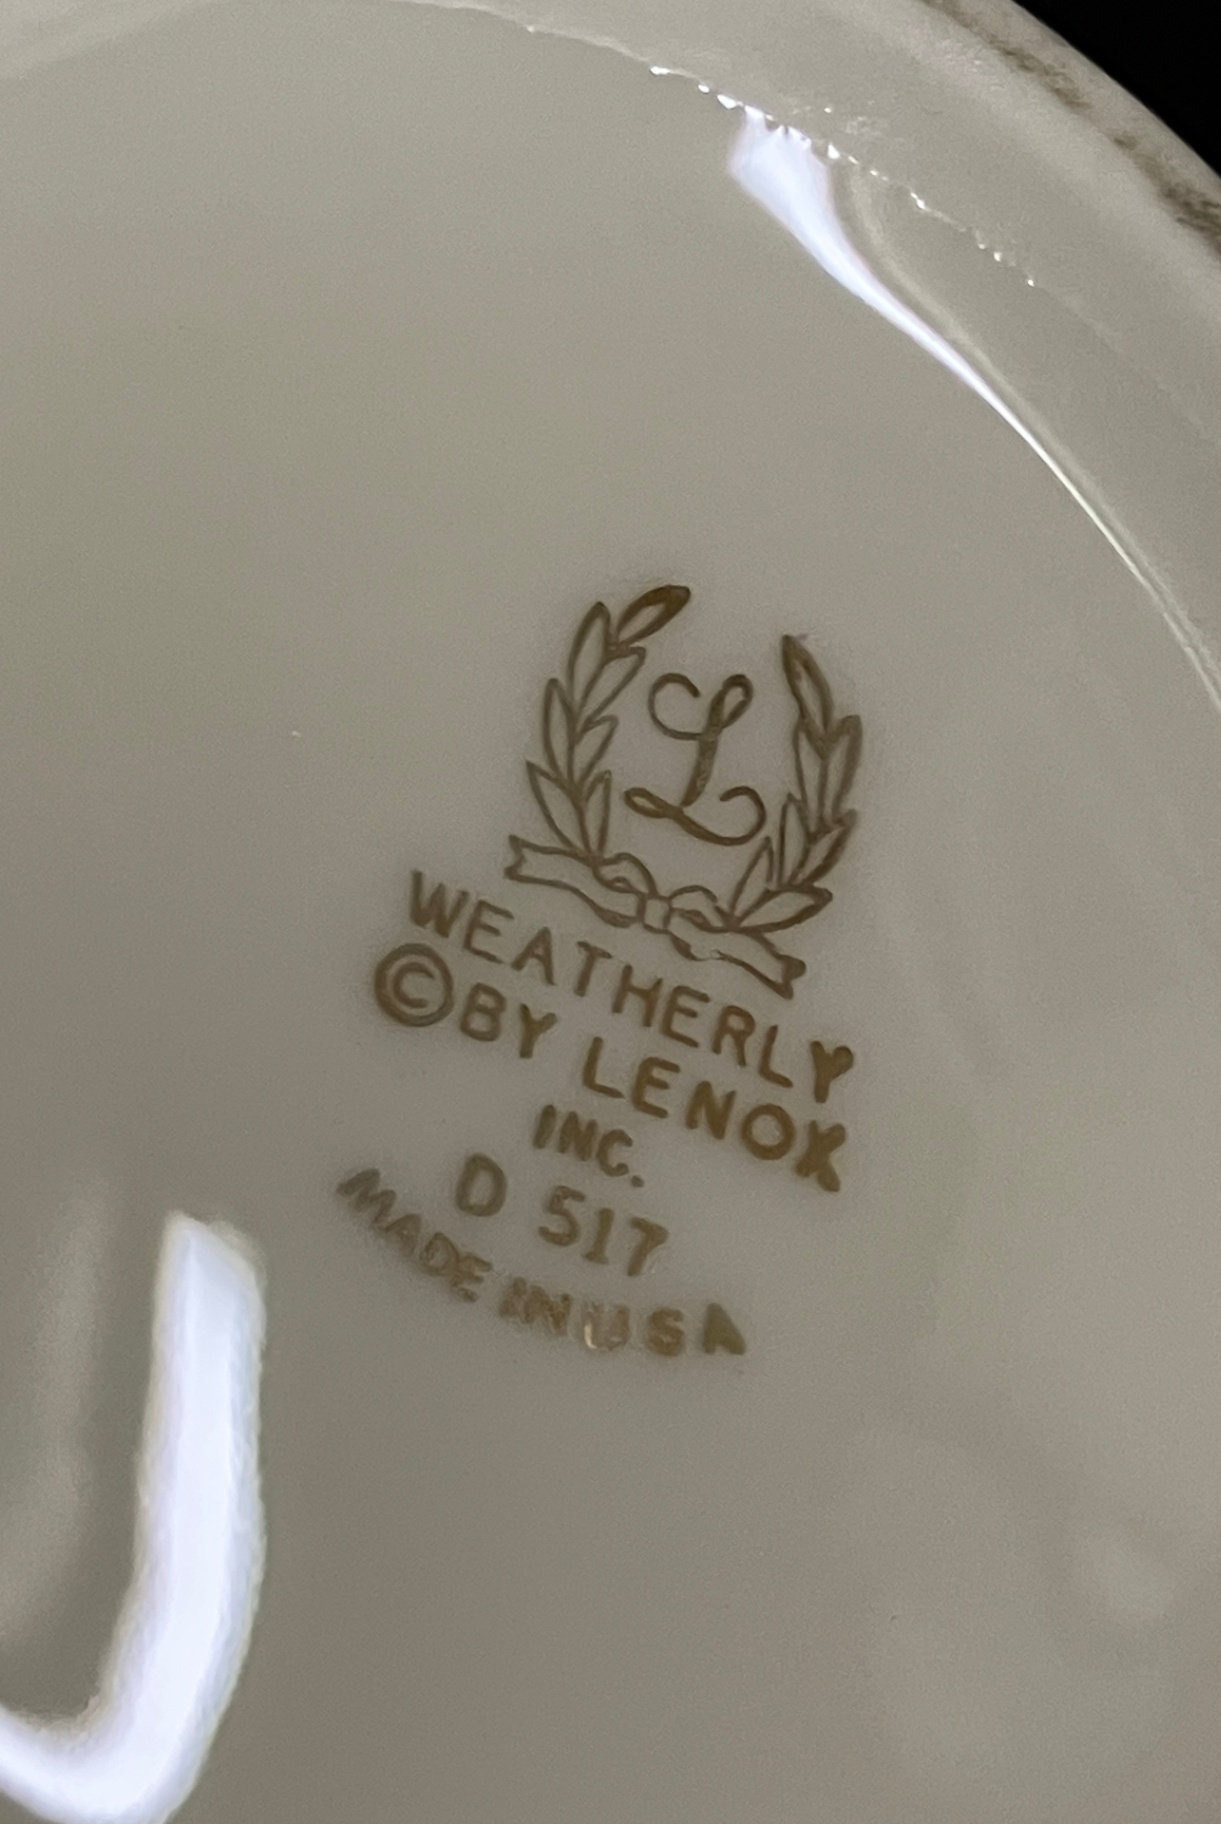 L
WEATHERLY
©BY LENOX
INC.
D 517
MADE IN USA